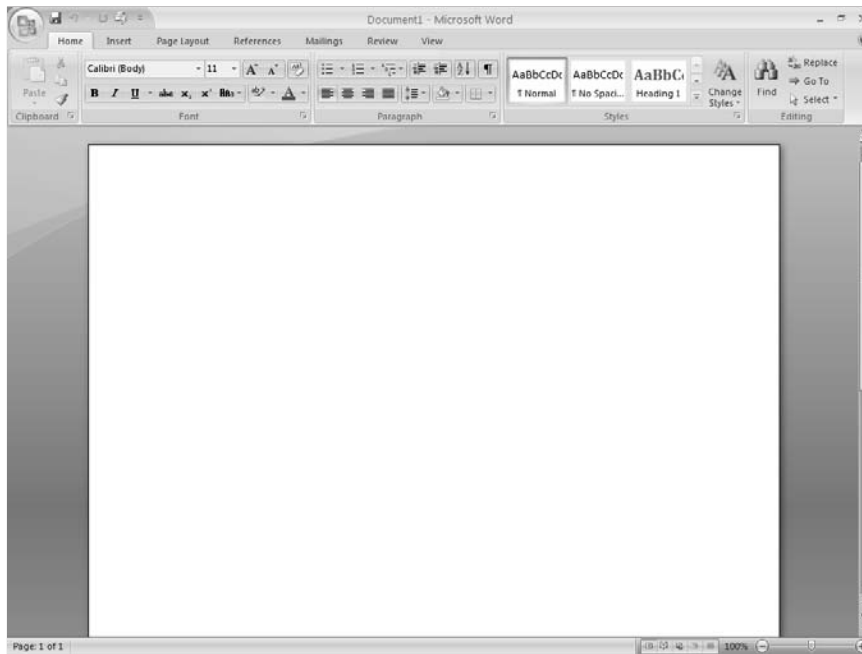 Document1 - Microsoft Word
Home Insert Page Layout References Mailings Review View
Calibri (Body) 11 A A Replace
AaBbCcDc AaBbCcDc AaBbC Go To
Paste B I U abc x, x Aa A ¶ Normal ¶ No Spaci... Heading 1 Change Styles Find Select
Clipboard Font Paragraph Styles Editing
Page: 1 of 1 100%